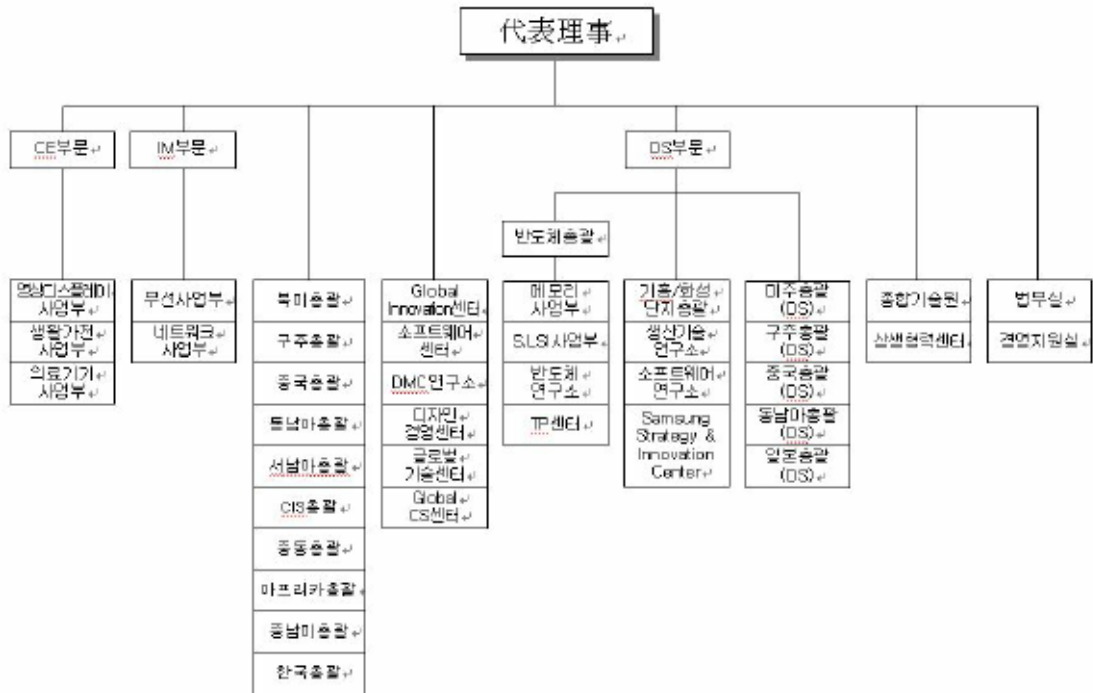 代表理事
CE부문
IM부문
DS부문
반도체총괄
영상디스플레이
사업부
생활가전
사업부
의료기기
사업부
무선사업부
네트워크
사업부
북미총괄
구주총괄
중국총괄
동남아총괄
서남아총괄
CIS총괄
중동총괄
아프리카총괄
중남미총괄
한국총괄
Global
Innovation센터
소프트웨어
센터
DMC연구소
디자인
경영센터
글로벌
기술센터
Global
CS센터
메모리
사업부
S.LSI사업부
반도체
연구소
TP센터
기흥/화성
단지총괄
생산기술
연구소
소프트웨어
연구소
Samsung
Strategy &
Innovation
Center
미주총괄
(DS)
구주총괄
(DS)
중국총괄
(DS)
동남아총괄
(DS)
일본총괄
(DS)
종합기술원
상생협력센터
법무실
경영지원실